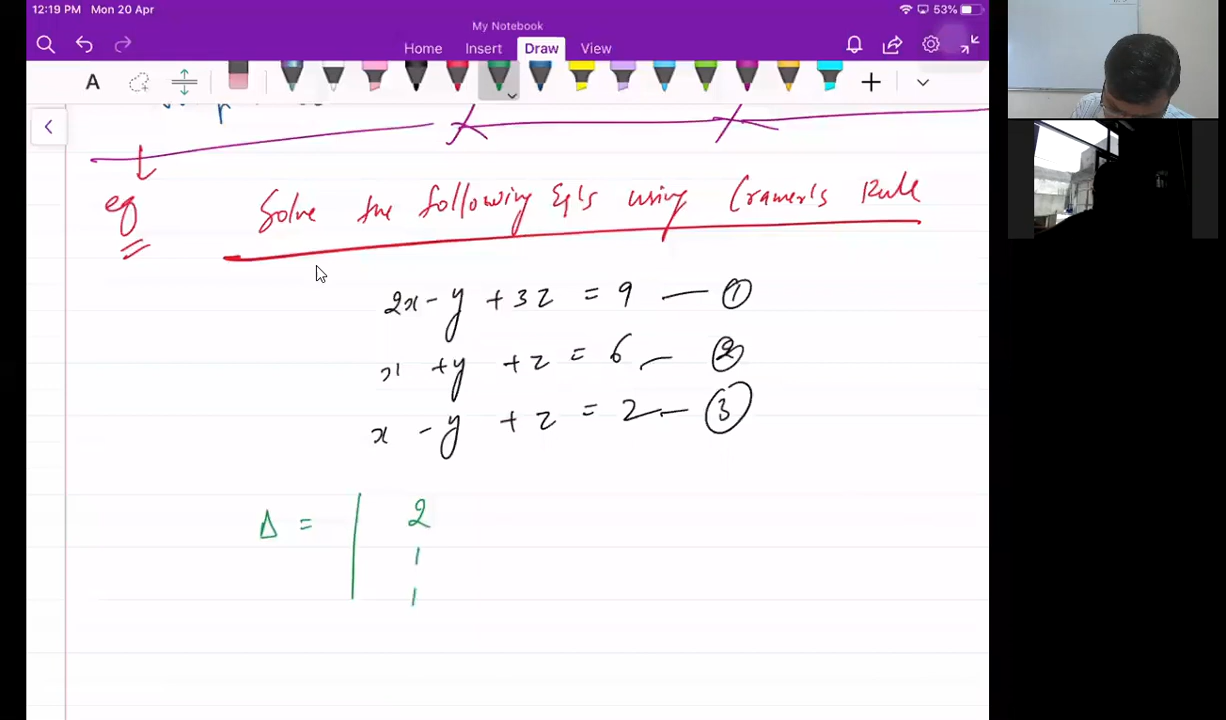 12:19 PM Mon 20 Apr
53%
My Notebook
Home Insert Draw View
A
eq Solve the following Eq's using Cramer's Rule
2x - y + 3z = 9 — ①
x + y + z = 6 — ②
x - y + z = 2 — ③
Δ = | 2
1
1